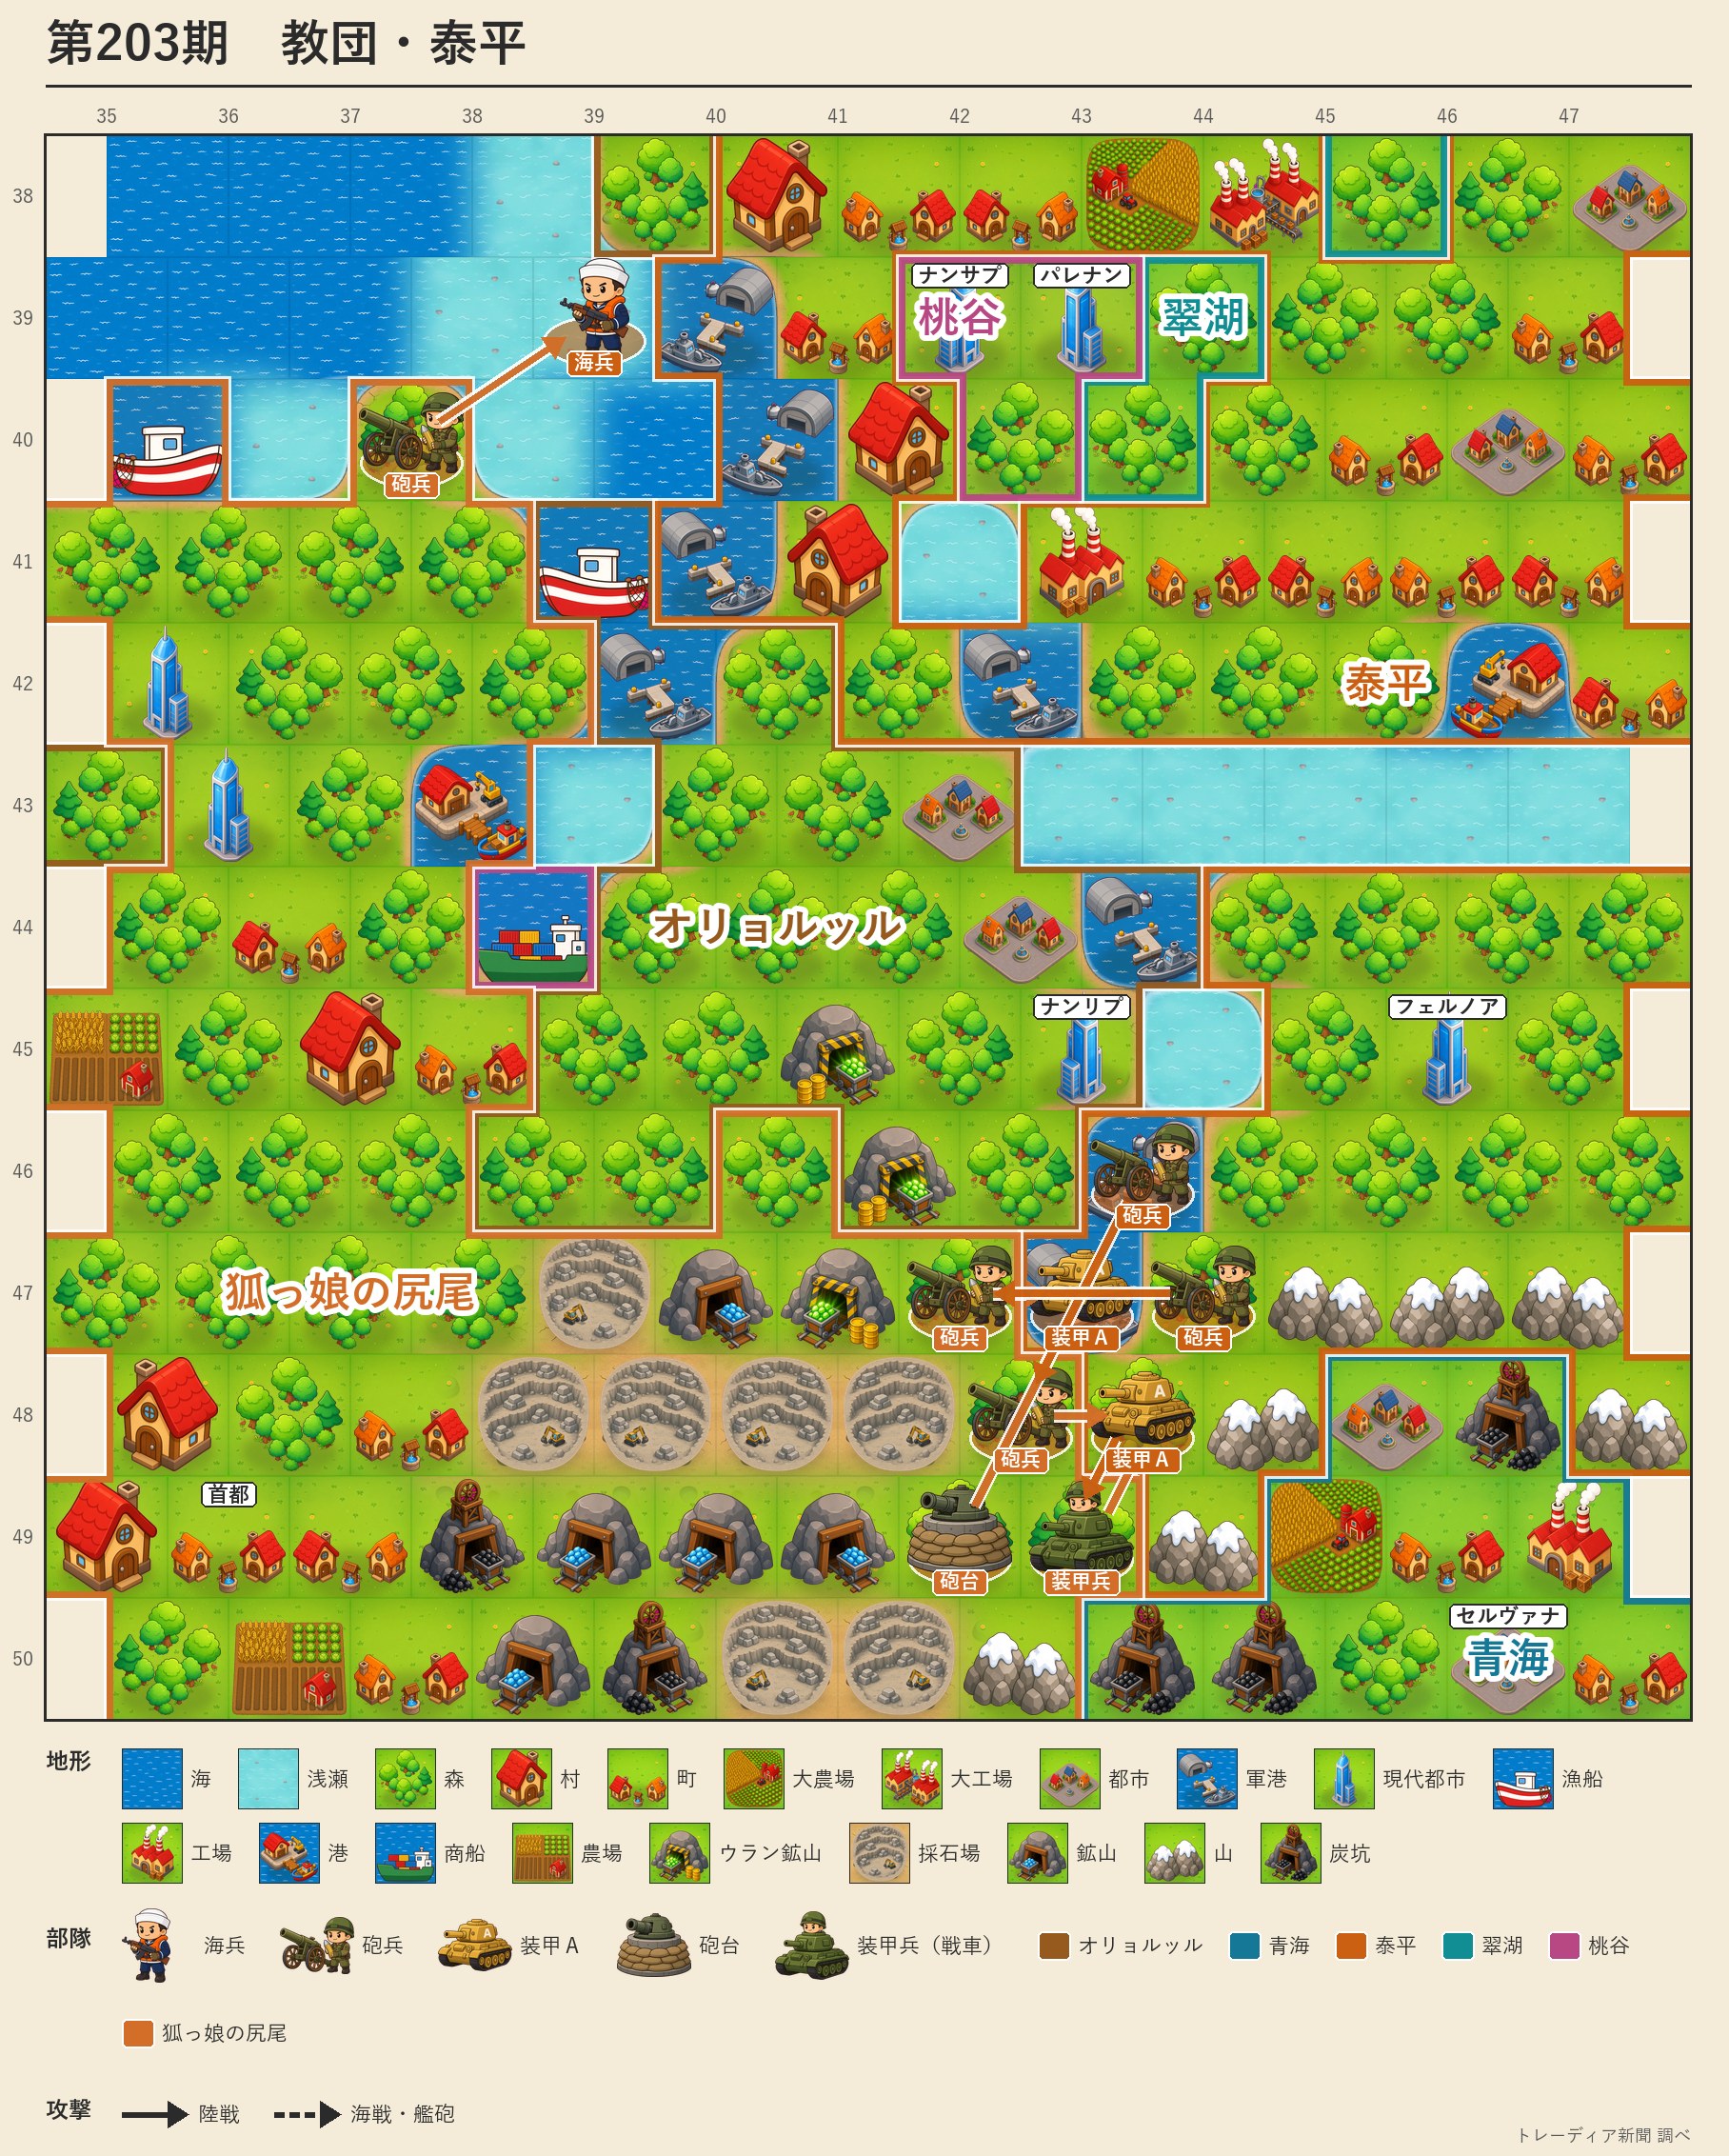 第203期　教団・泰平
35 36 37 38 39 40 41 42 43 44 45 46 47
38
39
40
41
42
43
44
45
46
47
48
49
50
ナンサプ パレナン
桃谷 翠湖
海兵
砲兵
泰平
オリョルッル
ナンリプ フェルノア
砲兵
狐っ娘の尻尾
砲兵 装甲A 砲兵
砲兵 装甲A
首都
砲台 装甲兵
セルヴァナ
青海
地形 海 浅瀬 森 村 町 大農場 大工場 都市 軍港 現代都市 漁船
工場 港 商船 農場 ウラン鉱山 採石場 鉱山 山 炭坑
部隊 海兵 砲兵 装甲A 砲台 装甲兵（戦車） オリョルッル 青海 泰平 翠湖 桃谷
狐っ娘の尻尾
攻撃 陸戦 海戦・艦砲
トレーディア新聞 調べ